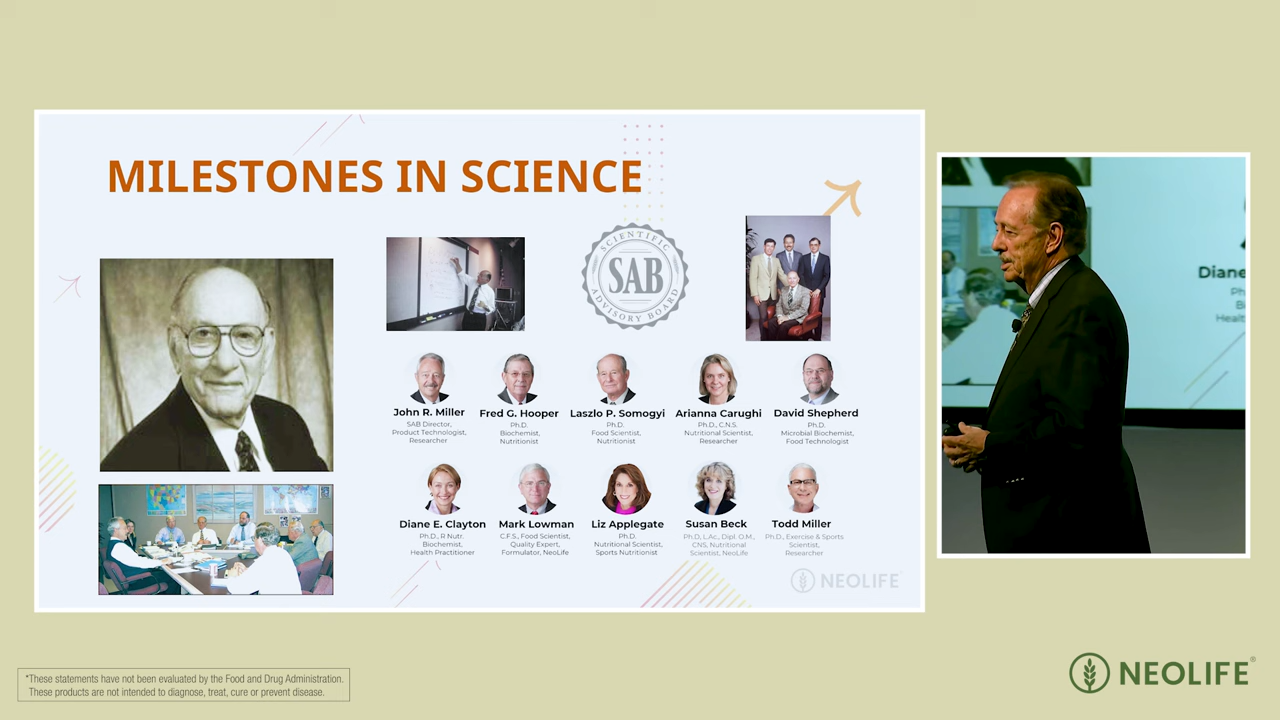 MILESTONES IN SCIENCE
SCIENTIFIC
SAB
ADVISORY BOARD
John R. Miller
SAB Director,
Product Technologist,
Researcher
Fred G. Hooper
Ph.D.
Biochemist,
Nutritionist
Laszlo P. Somogyi
Ph.D.
Food Scientist,
Nutritionist
Arianna Carughi
Ph.D., C.N.S.
Nutritional Scientist,
Researcher
David Shepherd
Ph.D.
Microbial Biochemist,
Food Technologist
Diane E. Clayton
Ph.D., R Nutr.
Biochemist,
Health Practitioner
Mark Lowman
C.F.S., Food Scientist,
Quality Expert,
Formulator, NeoLife
Liz Applegate
Ph.D.
Nutritional Scientist,
Sports Nutritionist
Susan Beck
Ph.D, L.Ac., Dipl. O.M.,
CNS, Nutritional
Scientist, NeoLife
Todd Miller
Ph.D., Exercise & Sports
Scientist,
Researcher
NEOLIFE
Diane
Ph
Bi
Healt
*These statements have not been evaluated by the Food and Drug Administration.
These products are not intended to diagnose, treat, cure or prevent disease.
NEOLIFE®